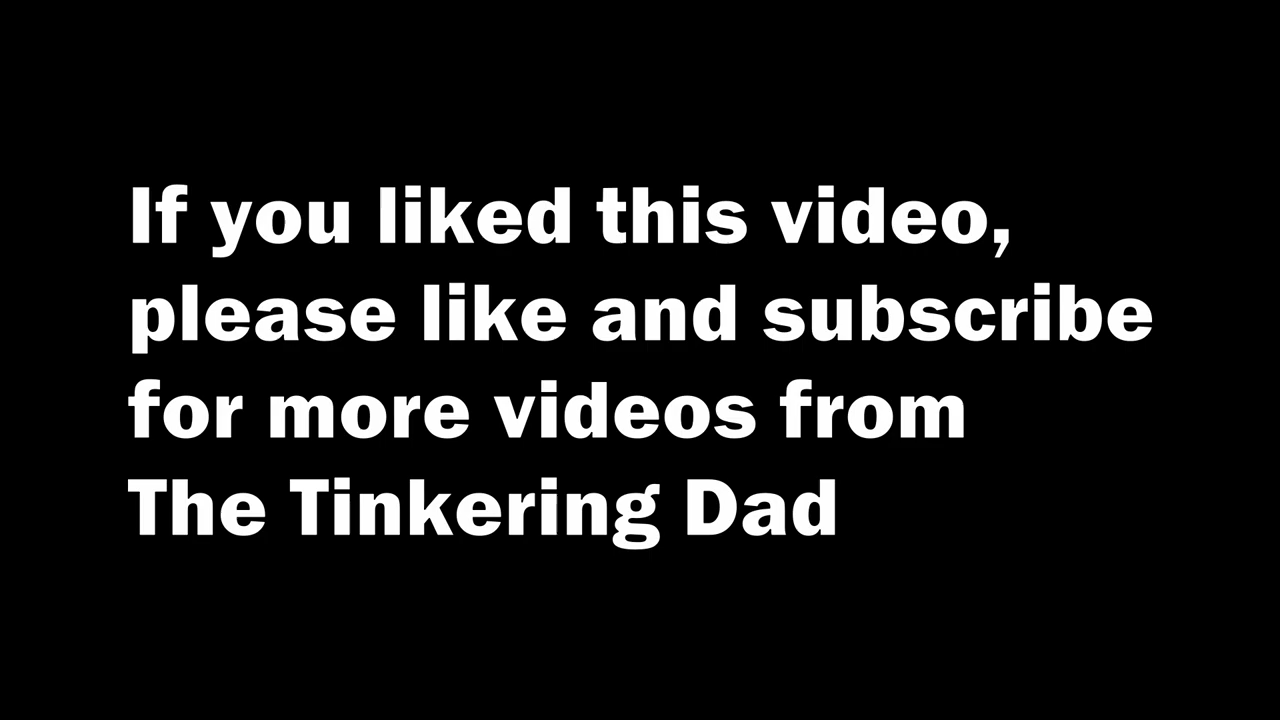 If you liked this video,
please like and subscribe
for more videos from
The Tinkering Dad